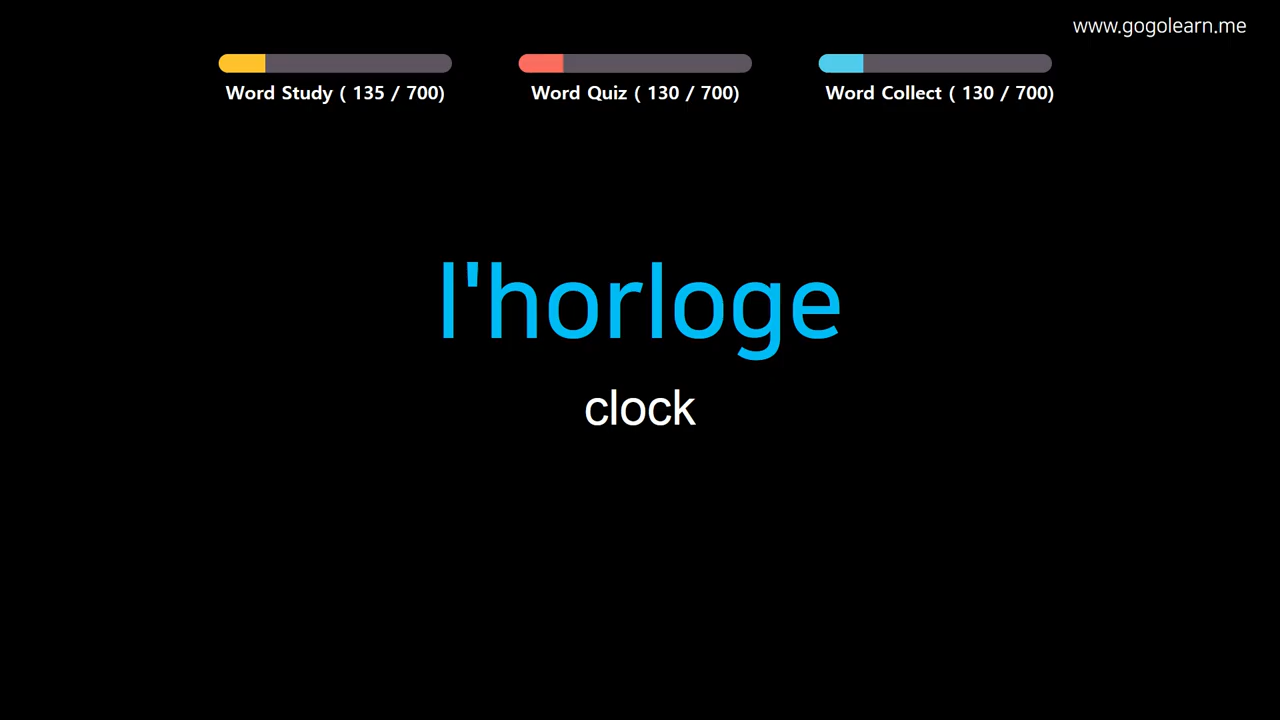 www.gogolearn.me
Word Study ( 135 / 700)
Word Quiz ( 130 / 700)
Word Collect ( 130 / 700)
l'horloge
clock